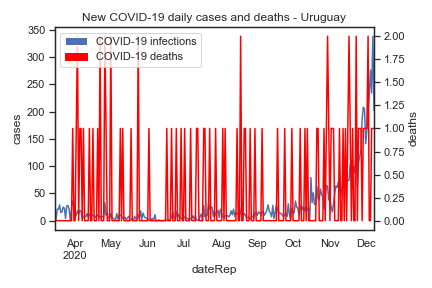 New COVID-19 daily cases and deaths - Uruguay
COVID-19 infections
COVID-19 deaths
350
300
250
200
150
100
50
0
cases
2.00
1.75
1.50
1.25
1.00
0.75
0.50
0.25
0.00
deaths
Apr May Jun Jul Aug Sep Oct Nov Dec
2020
dateRep